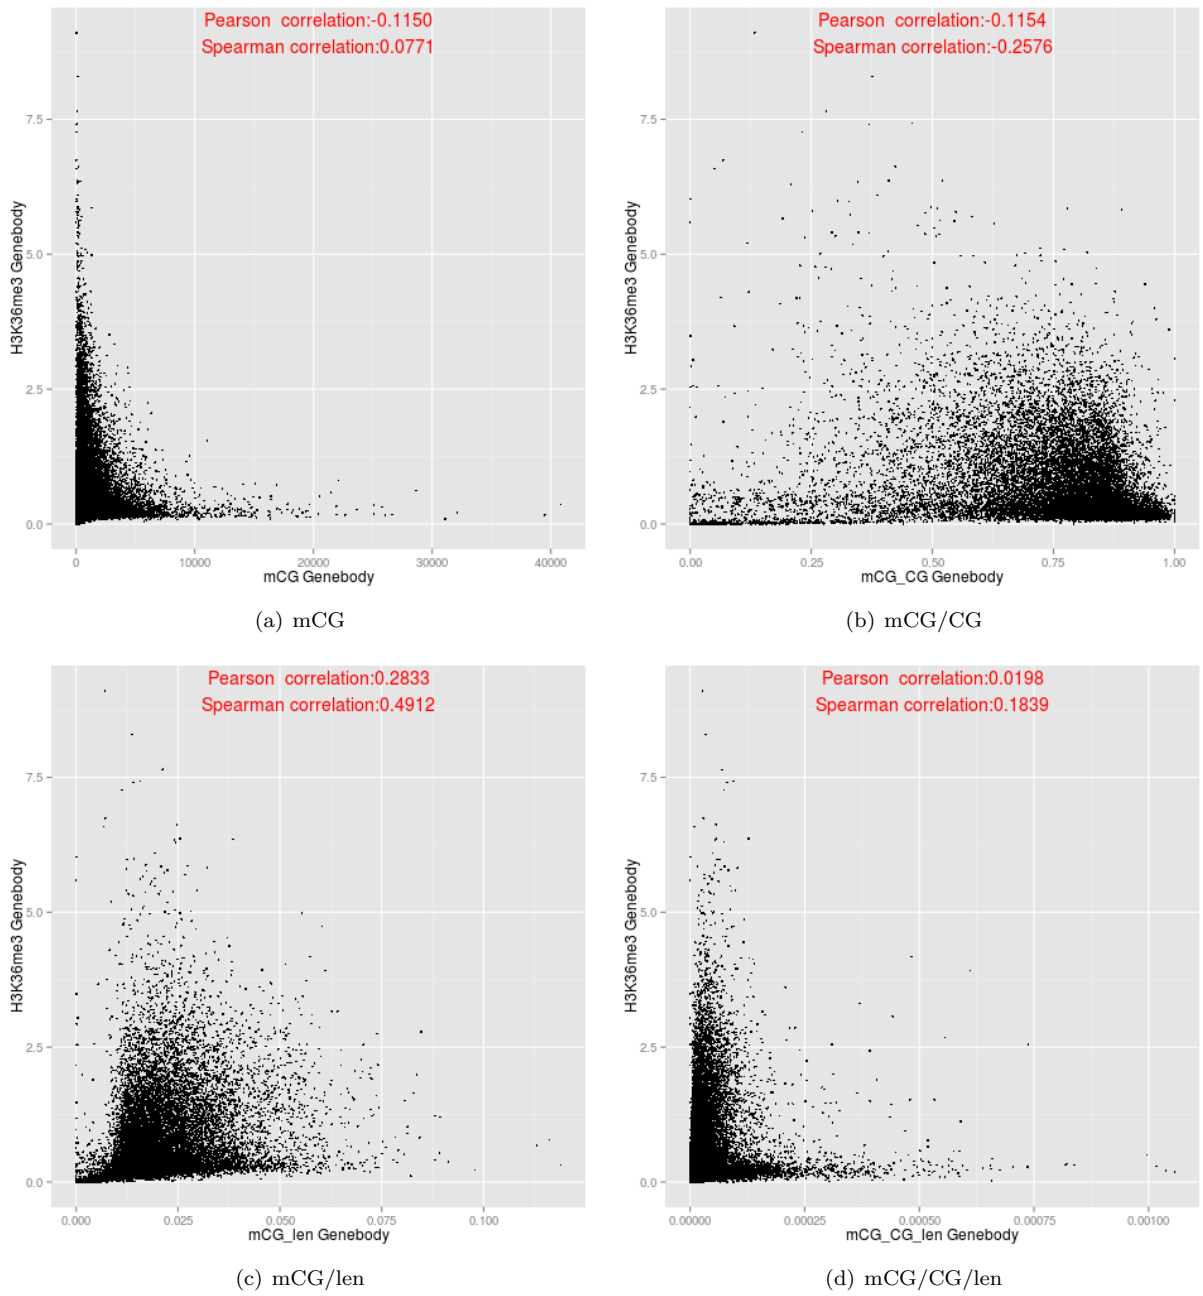 Pearson correlation:-0.1150
Spearman correlation:0.0771
7.5
5.0
2.5
0.0
H3K36me3 Genebody
0
10000
20000
30000
40000
mCG Genebody
(a) mCG
Pearson correlation:-0.1154
Spearman correlation:-0.2576
7.5
5.0
2.5
0.0
H3K36me3 Genebody
0.00
0.25
0.50
0.75
1.00
mCG_CG Genebody
(b) mCG/CG
Pearson correlation:0.2833
Spearman correlation:0.4912
7.5
5.0
2.5
0.0
H3K36me3 Genebody
0.000
0.025
0.050
0.075
0.100
mCG_len Genebody
(c) mCG/len
Pearson correlation:0.0198
Spearman correlation:0.1839
7.5
5.0
2.5
0.0
H3K36me3 Genebody
0.00000
0.00025
0.00050
0.00075
0.00100
mCG_CG_len Genebody
(d) mCG/CG/len